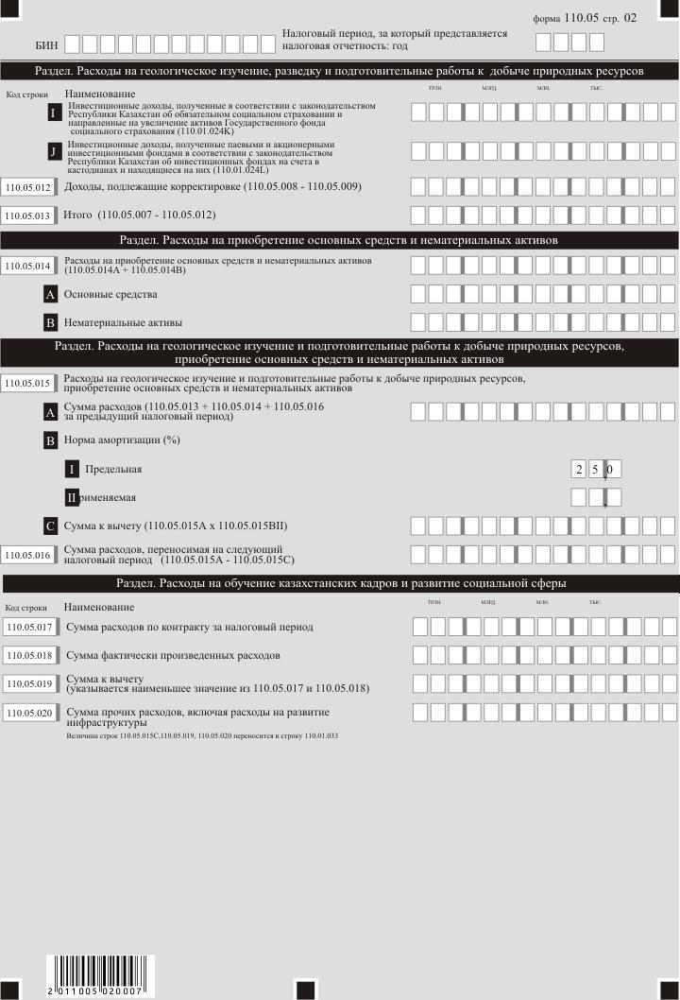 форма 110.05 стр. 02
БИН
Налоговый период, за который представляется
налоговая отчетность: год
Раздел. Расходы на геологическое изучение, разведку и подготовительные работы к добыче природных ресурсов
Код строки
Наименование
ТРЛН. МЛРД. МЛН. ТЫС.
I Инвестиционные доходы, полученные в соответствии с законодательством
Республики Казахстан об обязательном социальном страховании и
направленные на увеличение активов Государственного фонда
социального страхования (110.01.024K)
J Инвестиционные доходы, полученные паевыми и акционерными
инвестиционными фондами в соответствии с законодательством
Республики Казахстан об инвестиционных фондах на счета в
кастодианах и находящиеся на них (110.01.024L)
110.05.012 Доходы, подлежащие корректировке (110.05.008 - 110.05.009)
110.05.013 Итого (110.05.007 - 110.05.012)
Раздел. Расходы на приобретение основных средств и нематериальных активов
110.05.014 Расходы на приобретение основных средств и нематериальных активов
(110.05.014A + 110.05.014B)
A Основные средства
B Нематериальные активы
Раздел. Расходы на геологическое изучение и подготовительные работы к добыче природных ресурсов,
приобретение основных средств и нематериальных активов
110.05.015 Расходы на геологическое изучение и подготовительные работы к добыче природных ресурсов,
приобретение основных средств и нематериальных активов
A Сумма расходов (110.05.013 + 110.05.014 + 110.05.016
за предыдущий налоговый период)
B Норма амортизации (%)
I Предельная 2 5 , 0
II рименяемая ,
C Сумма к вычету (110.05.015A x 110.05.015BII)
110.05.016 Сумма расходов, переносимая на следующий
налоговый период (110.05.015A - 110.05.015C)
Раздел. Расходы на обучение казахстанских кадров и развитие социальной сферы
Код строки
Наименование
ТРЛН. МЛРД. МЛН. ТЫС.
110.05.017 Сумма расходов по контракту за налоговый период
110.05.018 Сумма фактически произведенных расходов
110.05.019 Сумма к вычету
(указывается наименьшее значение из 110.05.017 и 110.05.018)
110.05.020 Сумма прочих расходов, включая расходы на развитие
инфраструктуры
Величина строк 110.05.015C,110.05.019, 110.05.020 переносится в строку 110.01.033
2 011005 020007